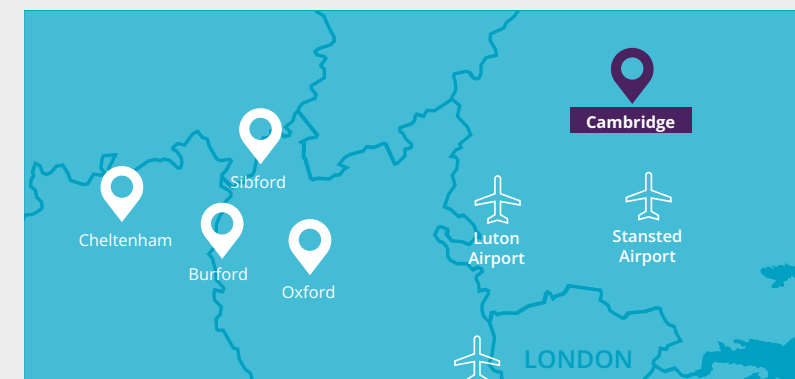 Cambridge
Sibford
Cheltenham
Luton
Airport
Stansted
Airport
Burford
Oxford
LONDON